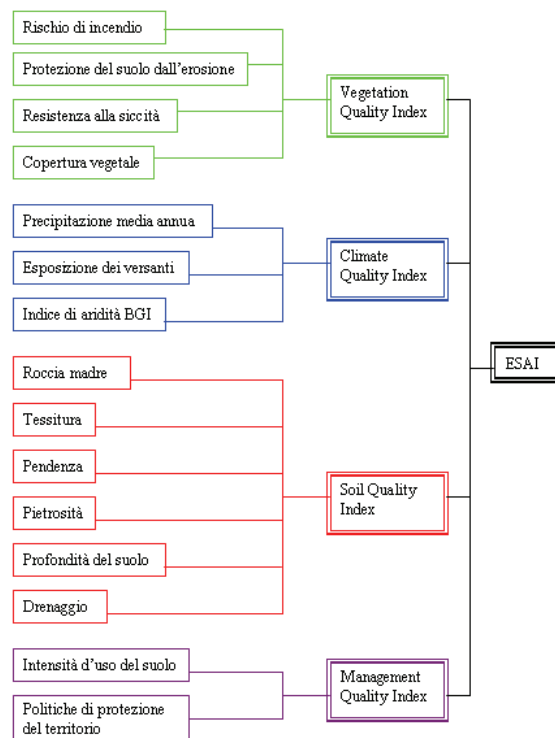 Rischio di incendio
Protezione del suolo dall'erosione
Resistenza alla siccità
Copertura vegetale
Vegetation
Quality Index
Precipitazione media annua
Esposizione dei versanti
Indice di aridità BGI
Climate
Quality Index
ESAI
Roccia madre
Tessitura
Pendenza
Pietrosità
Profondità del suolo
Drenaggio
Soil Quality
Index
Intensità d'uso del suolo
Politiche di protezione
del territorio
Management
Quality Index